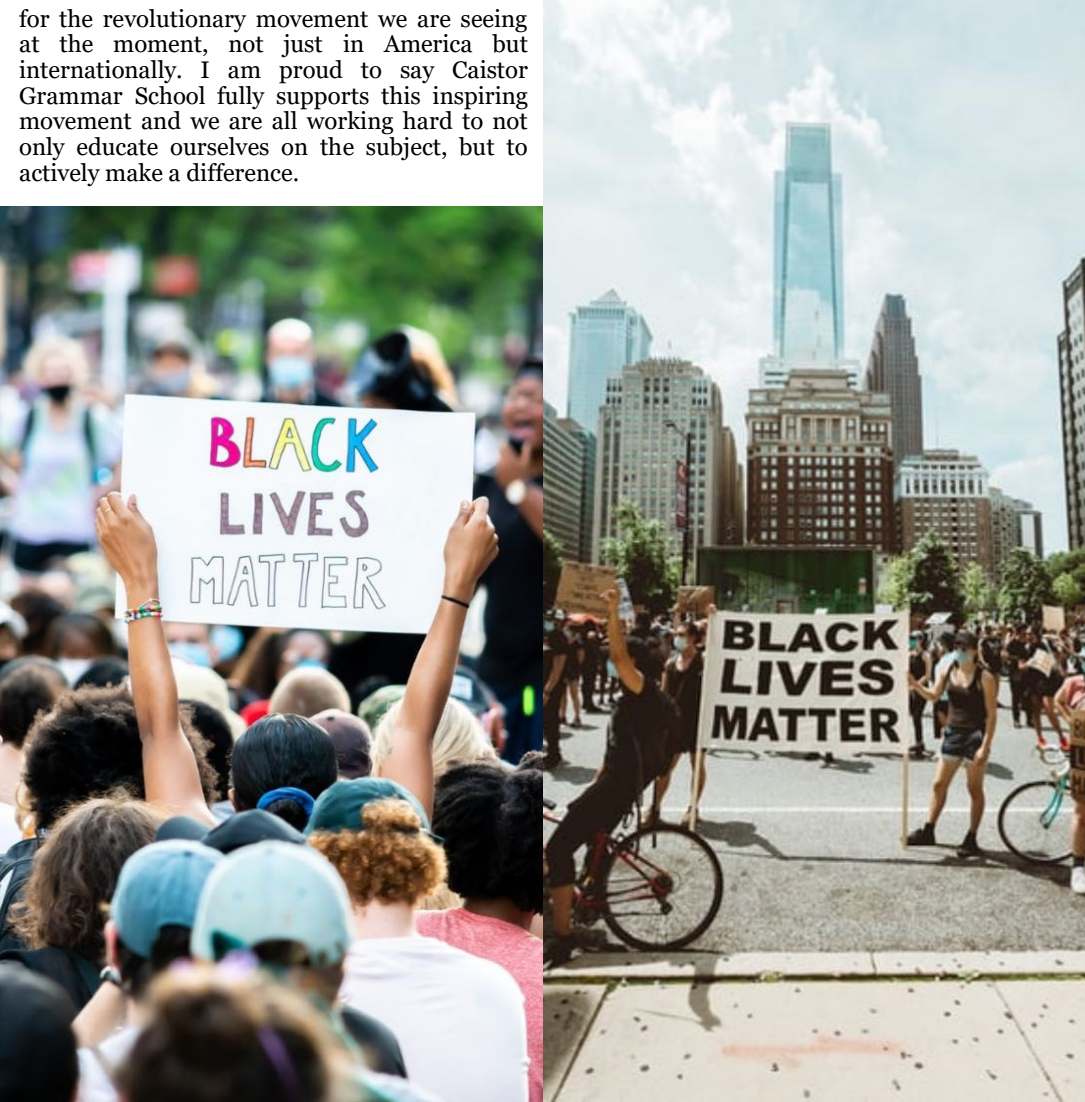 for the revolutionary movement we are seeing
at the moment, not just in America but
internationally. I am proud to say Caistor
Grammar School fully supports this inspiring
movement and we are all working hard to not
only educate ourselves on the subject, but to
actively make a difference.
BLACK
LIVES
MATTER
BLACK
LIVES
MATTER